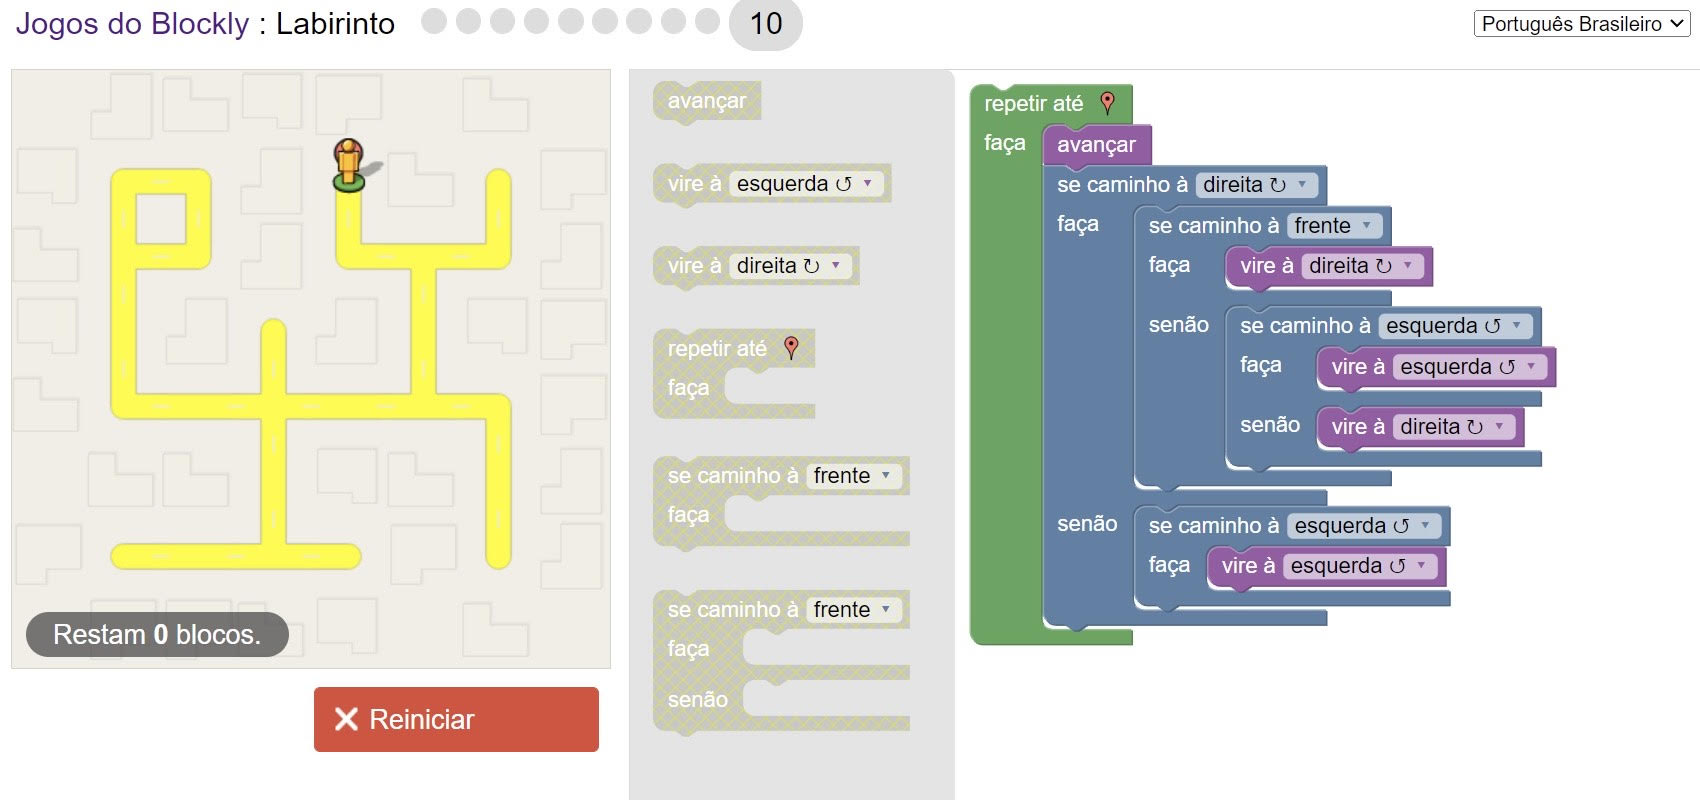 Jogos do Blockly : Labirinto 10 Português Brasileiro
Restam 0 blocos.
Reiniciar
avançar
vire à esquerda ↺
vire à direita ↻
repetir até
faça
se caminho à frente
faça
se caminho à frente
faça
senão
repetir até
faça avançar
se caminho à direita ↻
faça se caminho à frente
faça vire à direita ↻
senão se caminho à esquerda ↺
faça vire à esquerda ↺
senão vire à direita ↻
senão se caminho à esquerda ↺
faça vire à esquerda ↺